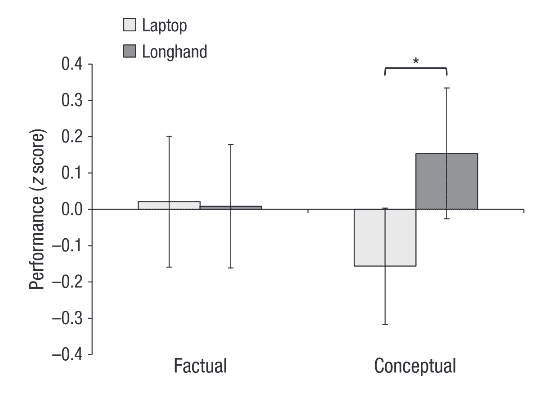 Laptop
Longhand
0.4
0.3
0.2
0.1
0.0
–0.1
–0.2
–0.3
–0.4
Performance (z score)
*
Factual
Conceptual